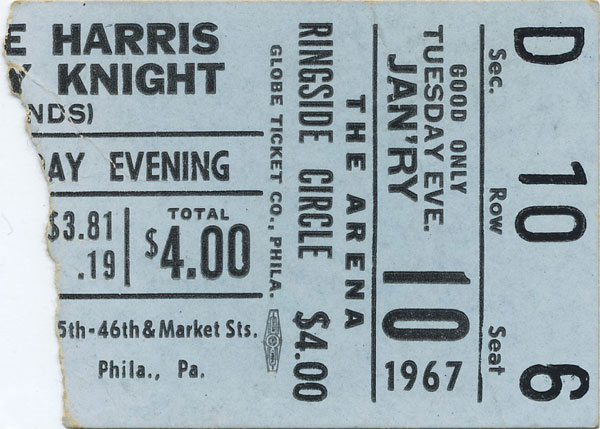 E HARRIS
Y KNIGHT
NDS)
AY EVENING
$3.81
.19
TOTAL
$4.00
5th-46th & Market Sts.
Phila., Pa.
GLOBE TICKET CO., PHILA.
RINGSIDE CIRCLE $4.00
THE ARENA
JAN'RY 10 1967
TUESDAY EVE.
GOOD ONLY
Sec. Row Seat
D 10 6